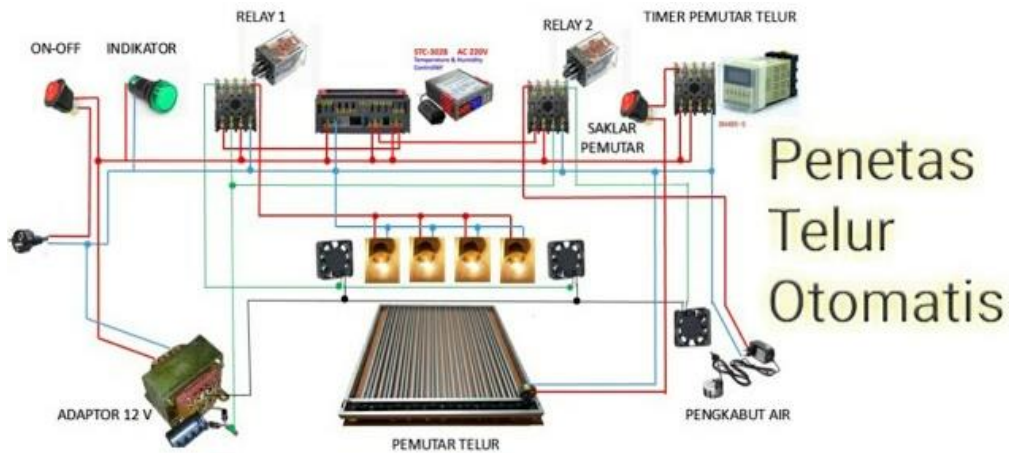 RELAY 1
RELAY 2
TIMER PEMUTAR TELUR
ON-OFF
INDIKATOR
STC-3028 AC 220V
Temperature & Humidity
Controller
SAKLAR
PEMUTAR
Penetas
Telur
Otomatis
ADAPTOR 12 V
PEMUTAR TELUR
PENGKABUT AIR